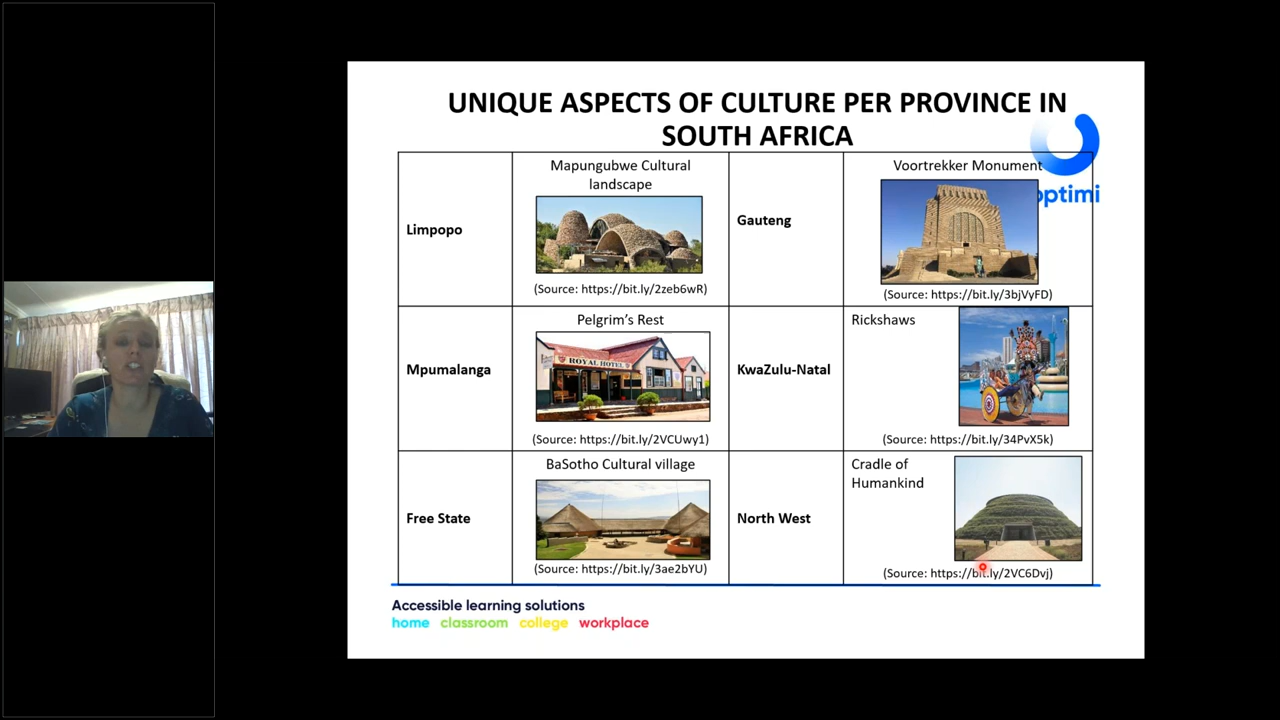 UNIQUE ASPECTS OF CULTURE PER PROVINCE IN
SOUTH AFRICA
optimi
Limpopo
Mapungubwe Cultural
landscape
(Source: https://bit.ly/2zeb6wR)
Gauteng
Voortrekker Monument
(Source: https://bit.ly/3bjVyFD)
Mpumalanga
Pelgrim's Rest
ROYAL HOTEL
(Source: https://bit.ly/2VCUwy1)
KwaZulu-Natal
Rickshaws
(Source: https://bit.ly/34PvX5k)
Free State
BaSotho Cultural village
(Source: https://bit.ly/3ae2bYU)
North West
Cradle of
Humankind
(Source: https://bit.ly/2VC6Dvj)
Accessible learning solutions
home classroom college workplace